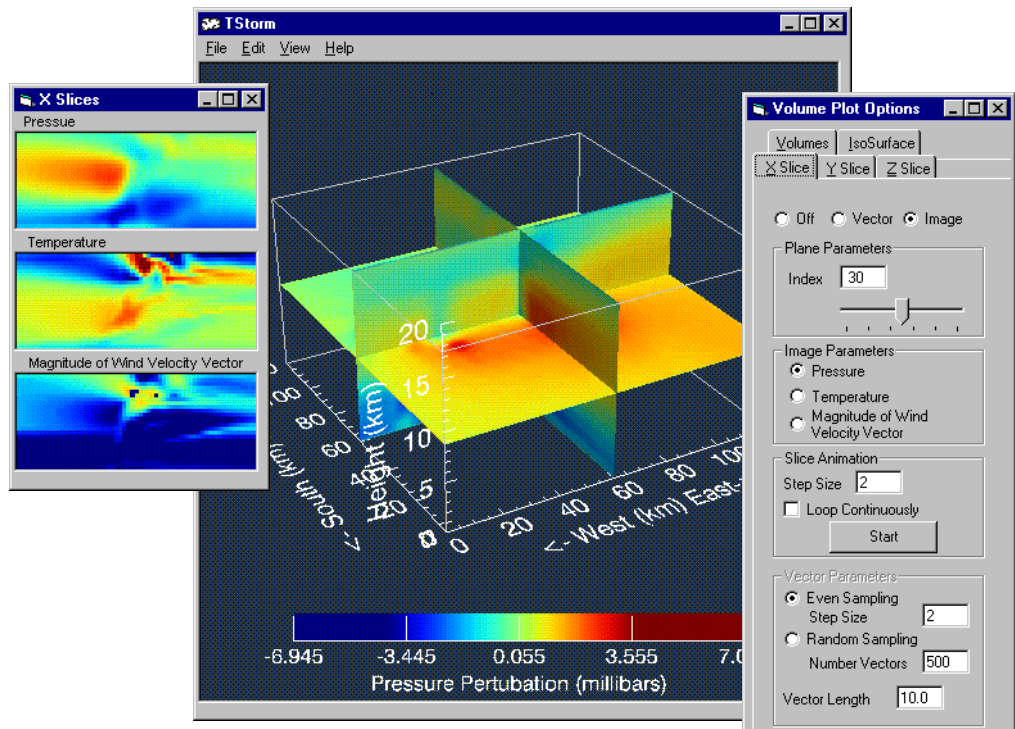 TStorm
File Edit View Help
X Slices
Pressue
Temperature
Magnitude of Wind Velocity Vector
20
15
10
5
0
Height (km)
100
80
60
40
20
0
<- South (km)
0
20
40
60
80
100
<- West (km) East-
-6.945 -3.445 0.055 3.555 7.0
Pressure Pertubation (millibars)
Volume Plot Options
Volumes IsoSurface
X Slice Y Slice Z Slice
Off Vector Image
Plane Parameters
Index 30
Image Parameters
Pressure
Temperature
Magnitude of Wind
Velocity Vector
Slice Animation
Step Size 2
Loop Continuously
Start
Vector Parameters
Even Sampling
Step Size 2
Random Sampling
Number Vectors 500
Vector Length 10.0